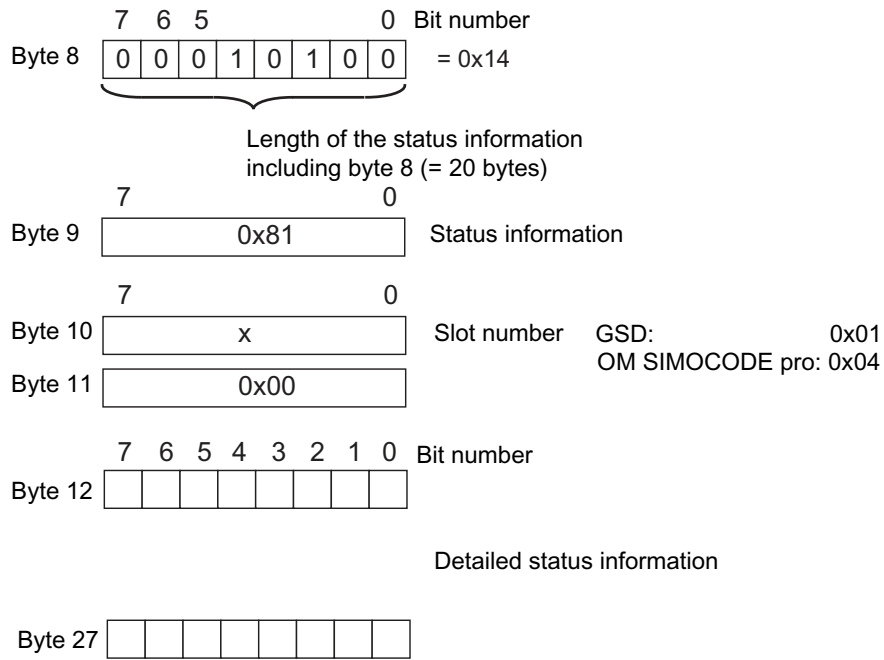 7 6 5 0 Bit number
Byte 8 0 0 0 1 0 1 0 0 = 0x14
Length of the status information
including byte 8 (= 20 bytes)
7 0
Byte 9 0x81 Status information
7 0
Byte 10 x Slot number GSD: 0x01
OM SIMOCODE pro: 0x04
Byte 11 0x00
7 6 5 4 3 2 1 0 Bit number
Byte 12
Detailed status information
Byte 27